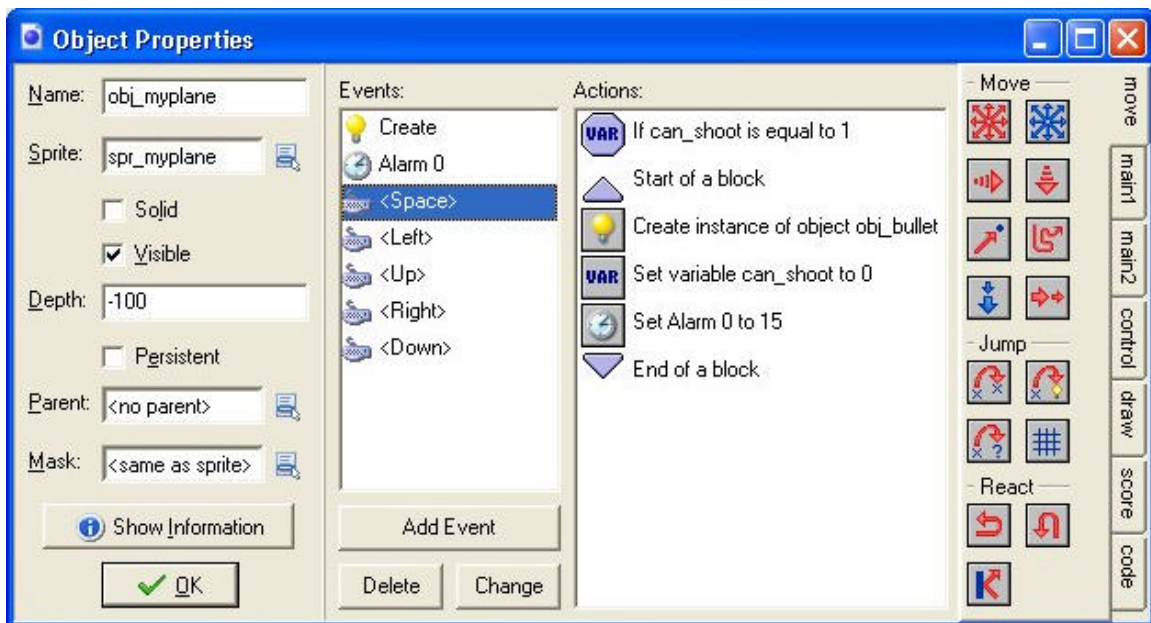 Object Properties
Name: obj_myplane
Sprite: spr_myplane
Solid
Visible
Depth: -100
Persistent
Parent: <no parent>
Mask: <same as sprite>
Show Information
OK
Events:
Create
Alarm 0
<Space>
<Left>
<Up>
<Right>
<Down>
Add Event
Delete
Change
Actions:
VAR If can_shoot is equal to 1
Start of a block
Create instance of object obj_bullet
VAR Set variable can_shoot to 0
Set Alarm 0 to 15
End of a block
Move
Jump
React
move
main1
main2
control
draw
score
code